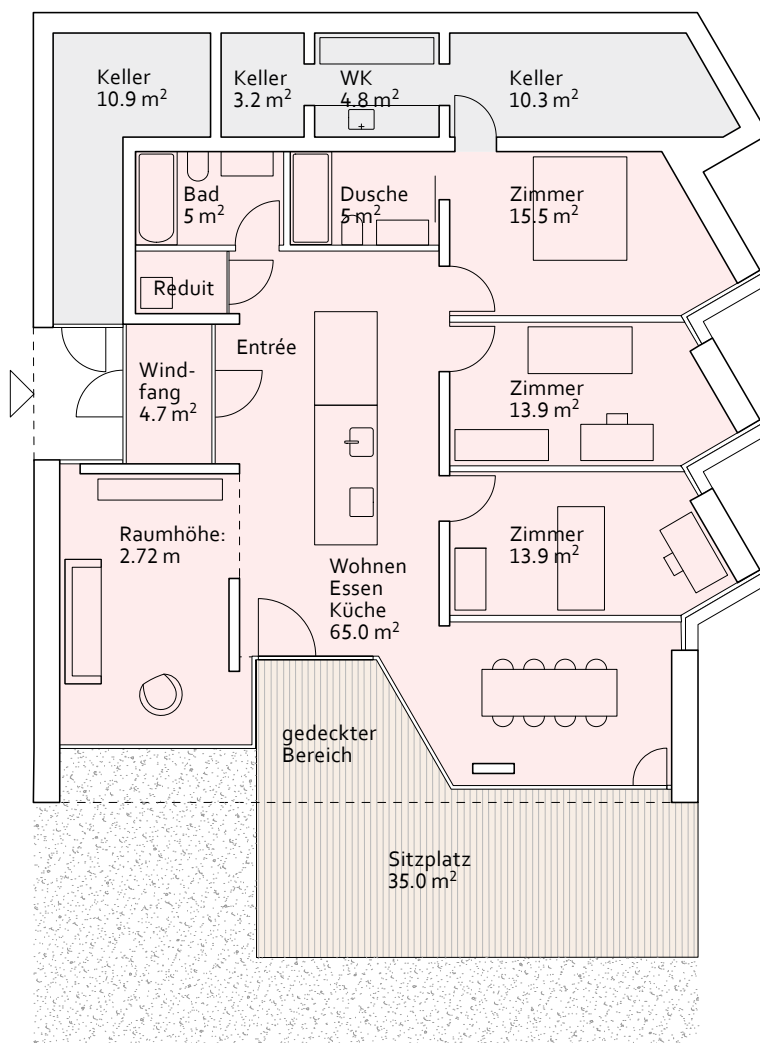 Keller
10.9 m²
Keller
3.2 m²
WK
4.8 m²
Keller
10.3 m²
Bad
5 m²
Dusche
5 m²
Zimmer
15.5 m²
Reduit
Entrée
Wind-
fang
4.7 m²
Zimmer
13.9 m²
Raumhöhe:
2.72 m
Zimmer
13.9 m²
Wohnen
Essen
Küche
65.0 m²
gedeckter
Bereich
Sitzplatz
35.0 m²